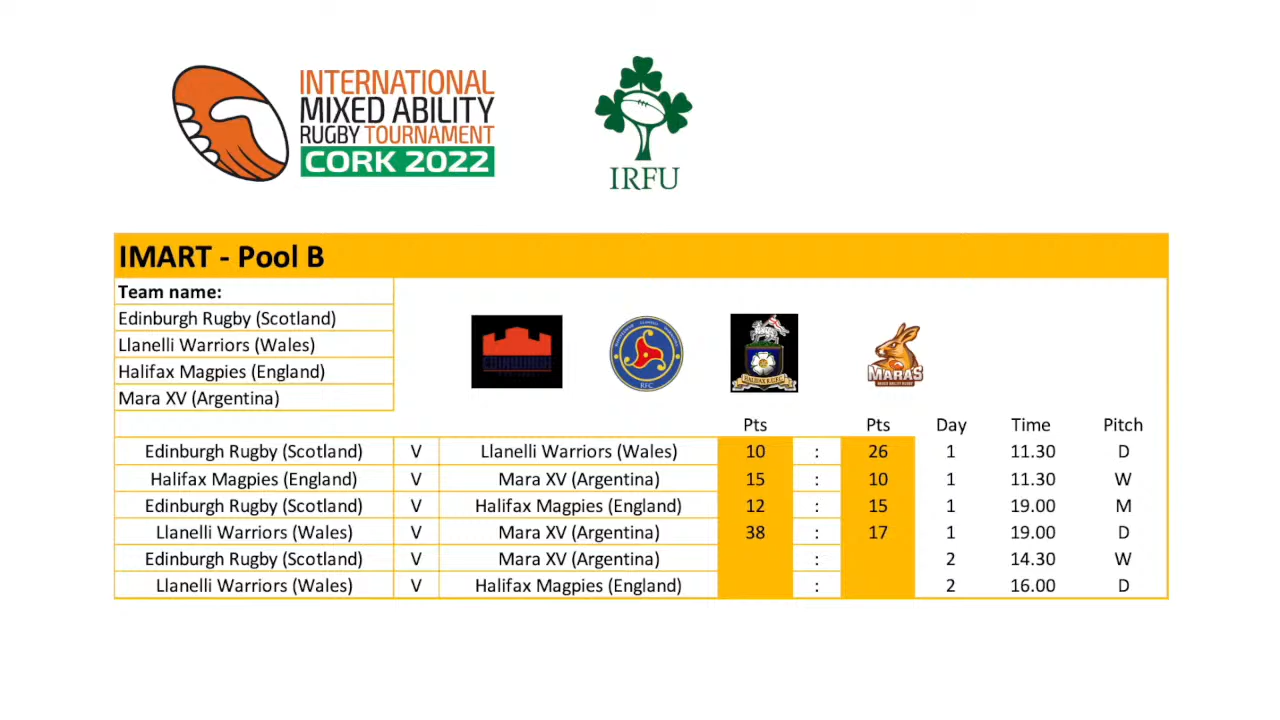 INTERNATIONAL
MIXED ABILITY
RUGBY TOURNAMENT
CORK 2022
IRFU
IMART - Pool B
Team name:
Edinburgh Rugby (Scotland)
Llanelli Warriors (Wales)
Halifax Magpies (England)
Mara XV (Argentina)
EDINBURGH
RFC
HALIFAX R.U.F.C.
MARAS
Pts Pts Day Time Pitch
Edinburgh Rugby (Scotland) V Llanelli Warriors (Wales) 10 : 26 1 11.30 D
Halifax Magpies (England) V Mara XV (Argentina) 15 : 10 1 11.30 W
Edinburgh Rugby (Scotland) V Halifax Magpies (England) 12 : 15 1 19.00 M
Llanelli Warriors (Wales) V Mara XV (Argentina) 38 : 17 1 19.00 D
Edinburgh Rugby (Scotland) V Mara XV (Argentina) : 2 14.30 W
Llanelli Warriors (Wales) V Halifax Magpies (England) : 2 16.00 D